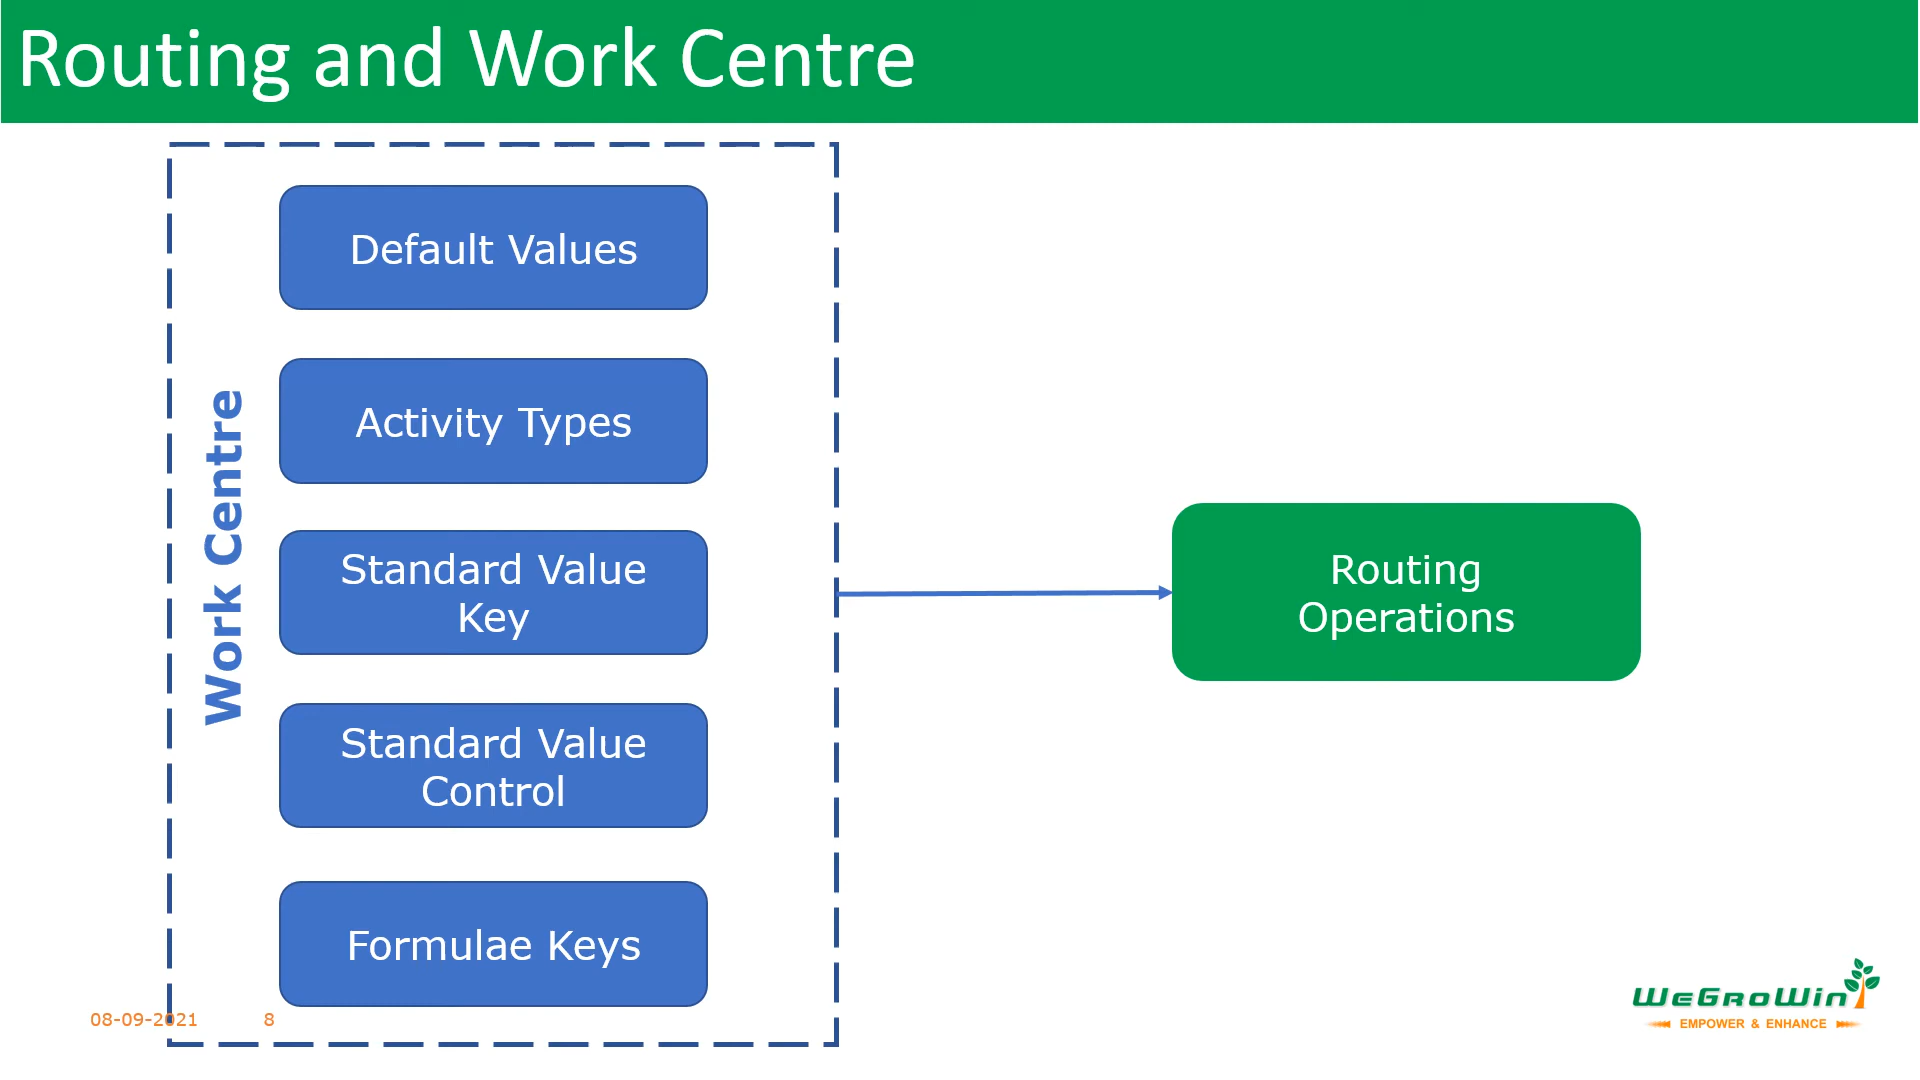 Routing and Work Centre
Work Centre
Default Values
Activity Types
Standard Value
Key
Standard Value
Control
Formulae Keys
Routing
Operations
08-09-2021
8
WeGroWin
EMPOWER & ENHANCE